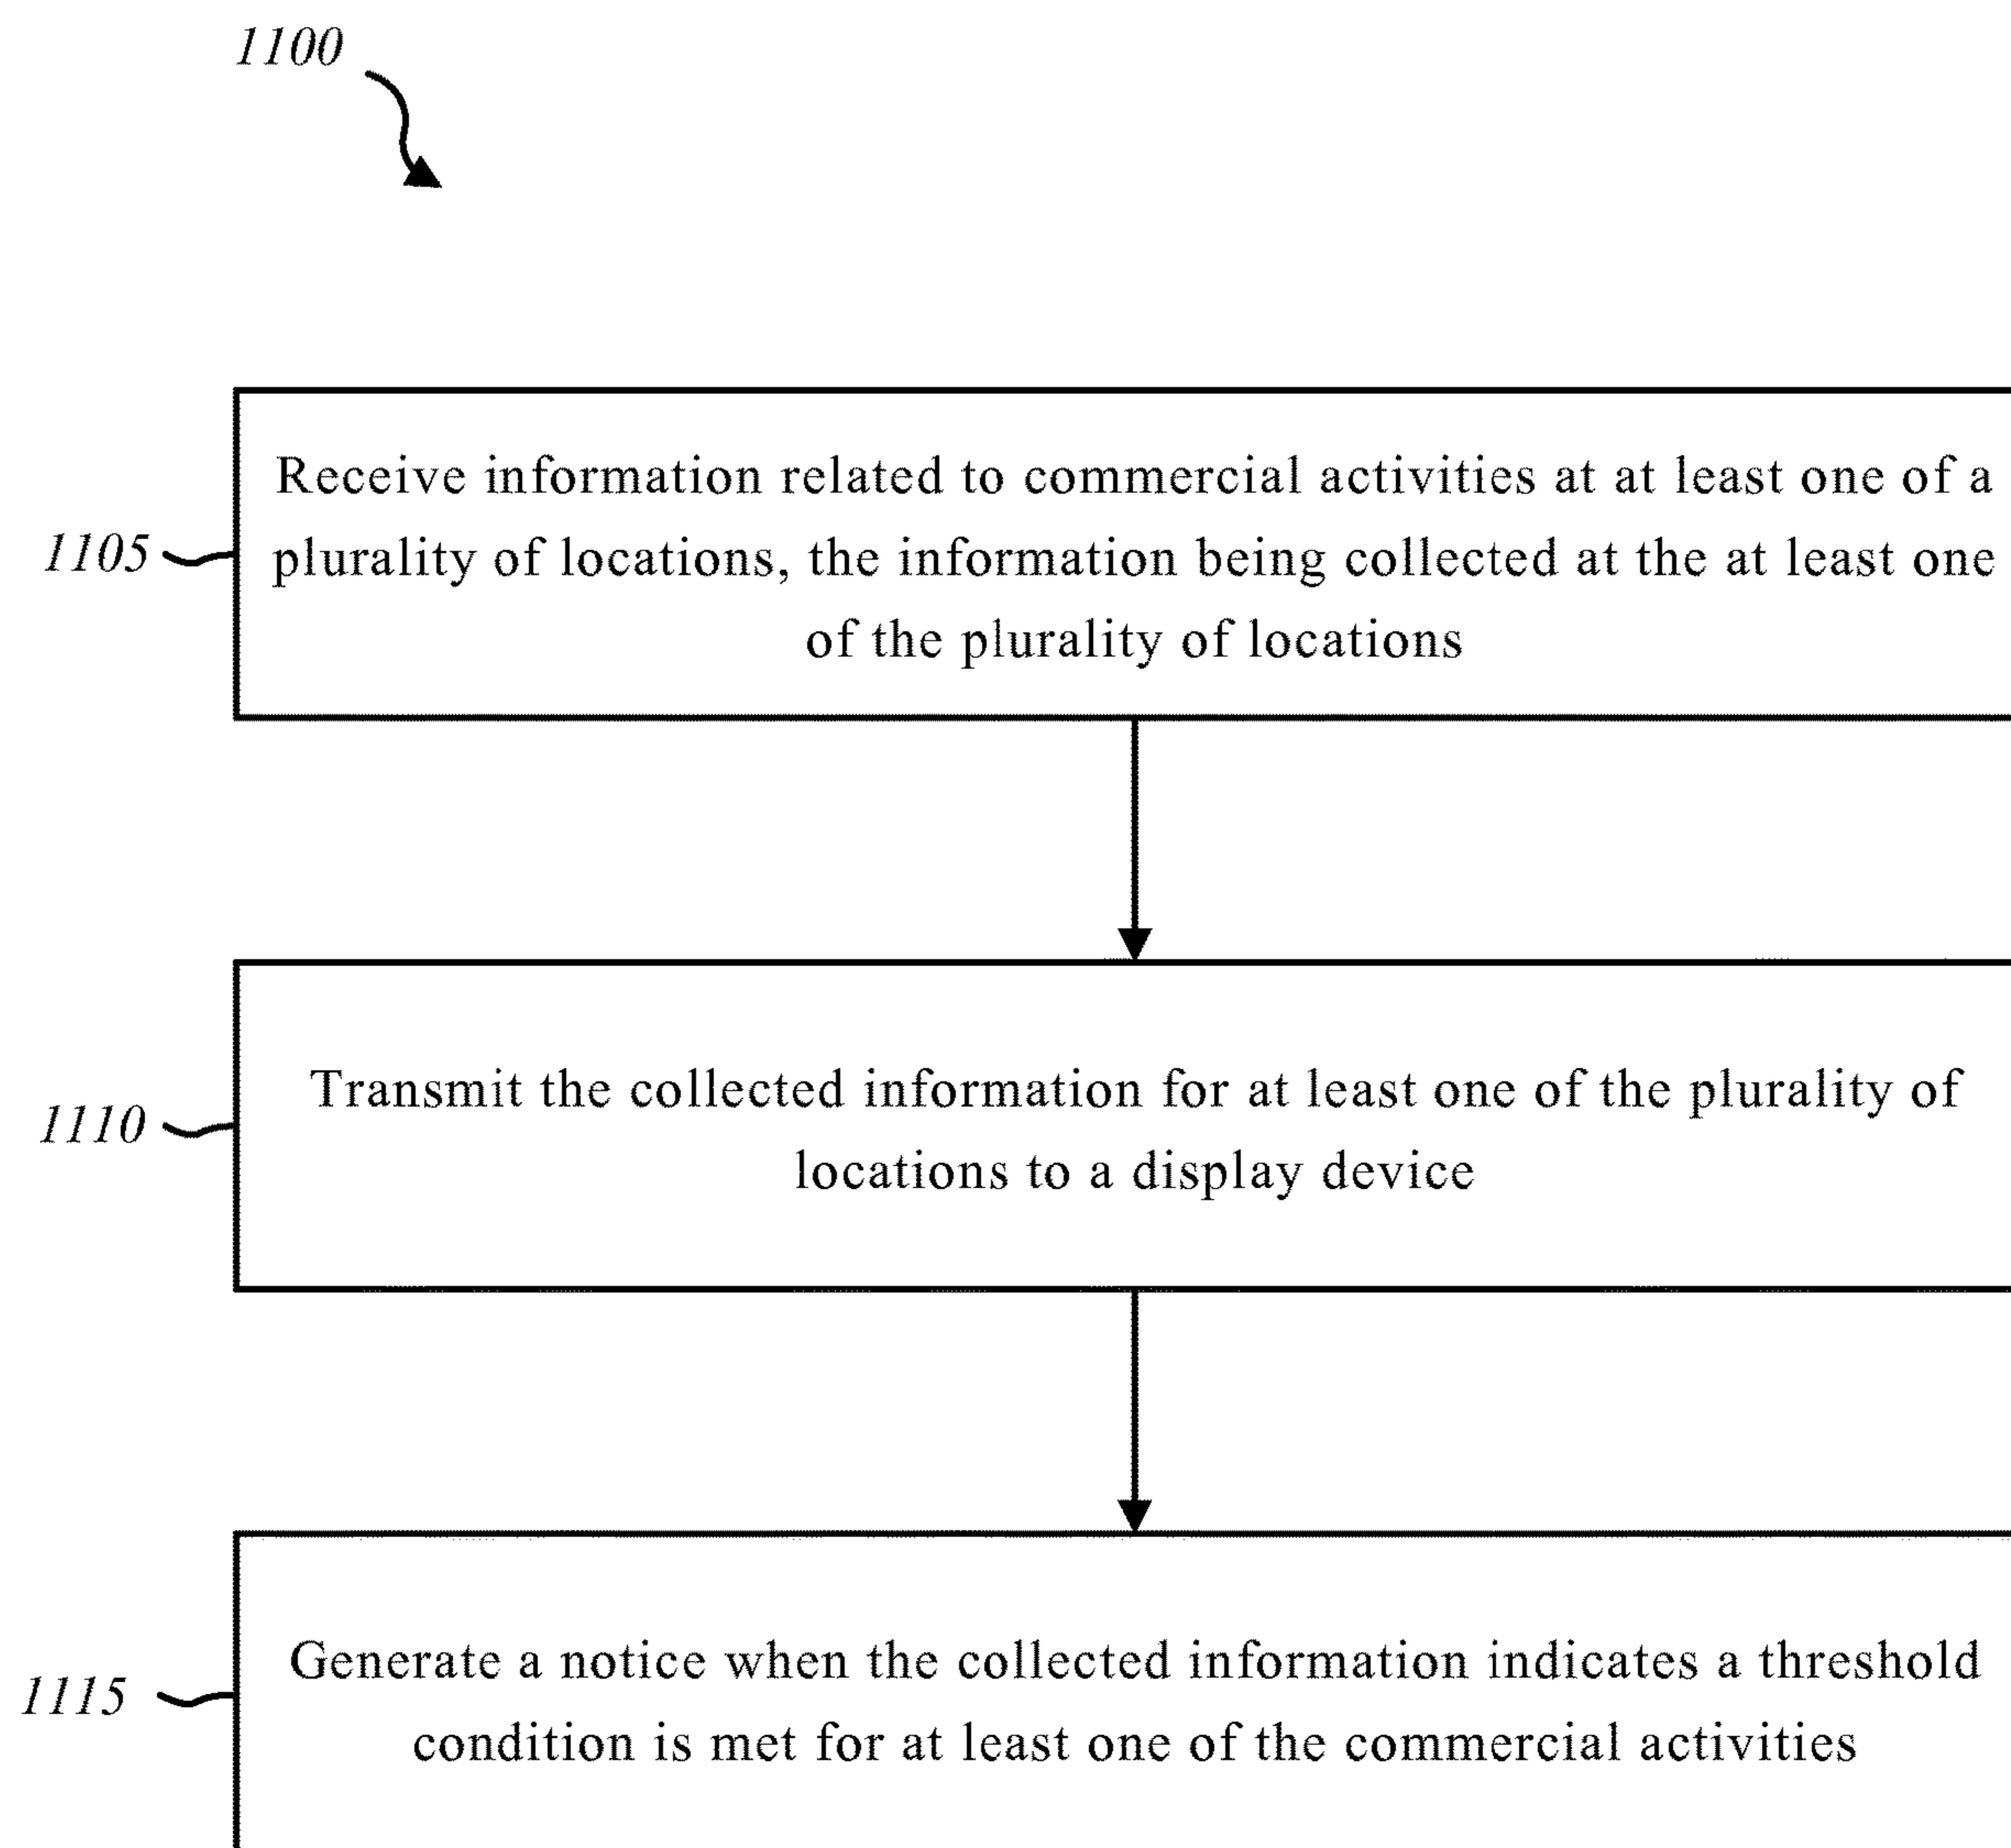 1100
Receive information related to commercial activities at at least one of a
1105
plurality of locations, the information being collected at the at least one
of the plurality of locations
Transmit the collected information for at least one of the plurality of
1110
locations to a display device
Generate a notice when the collected information indicates a threshold
1115
condition is met for at least one of the commercial activities